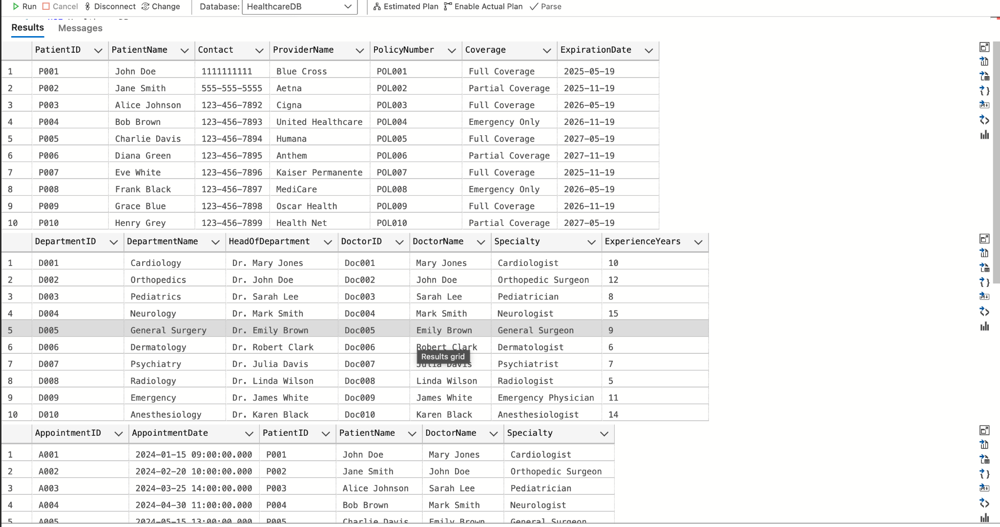 Run Cancel Disconnect Change Database: HealthcareDB Estimated Plan Enable Actual Plan Parse
Results Messages
PatientID PatientName Contact ProviderName PolicyNumber Coverage ExpirationDate
1 P001 John Doe 1111111111 Blue Cross POL001 Full Coverage 2025-05-19
2 P002 Jane Smith 555-555-5555 Aetna POL002 Partial Coverage 2025-11-19
3 P003 Alice Johnson 123-456-7892 Cigna POL003 Full Coverage 2026-05-19
4 P004 Bob Brown 123-456-7893 United Healthcare POL004 Emergency Only 2026-11-19
5 P005 Charlie Davis 123-456-7894 Humana POL005 Full Coverage 2027-05-19
6 P006 Diana Green 123-456-7895 Anthem POL006 Partial Coverage 2027-11-19
7 P007 Eve White 123-456-7896 Kaiser Permanente POL007 Full Coverage 2025-11-19
8 P008 Frank Black 123-456-7897 MediCare POL008 Emergency Only 2026-05-19
9 P009 Grace Blue 123-456-7898 Oscar Health POL009 Full Coverage 2026-11-19
10 P010 Henry Grey 123-456-7899 Health Net POL010 Partial Coverage 2027-05-19
DepartmentID DepartmentName HeadOfDepartment DoctorID DoctorName Specialty ExperienceYears
1 D001 Cardiology Dr. Mary Jones Doc001 Mary Jones Cardiologist 10
2 D002 Orthopedics Dr. John Doe Doc002 John Doe Orthopedic Surgeon 12
3 D003 Pediatrics Dr. Sarah Lee Doc003 Sarah Lee Pediatrician 8
4 D004 Neurology Dr. Mark Smith Doc004 Mark Smith Neurologist 15
5 D005 General Surgery Dr. Emily Brown Doc005 Emily Brown General Surgeon 9
6 D006 Dermatology Dr. Robert Clark Doc006 Robert Clark Dermatologist 6
Results grid
7 D007 Psychiatry Dr. Julia Davis Doc007 Julia Davis Psychiatrist 7
8 D008 Radiology Dr. Linda Wilson Doc008 Linda Wilson Radiologist 5
9 D009 Emergency Dr. James White Doc009 James White Emergency Physician 11
10 D010 Anesthesiology Dr. Karen Black Doc010 Karen Black Anesthesiologist 14
AppointmentID AppointmentDate PatientID PatientName DoctorName Specialty
1 A001 2024-01-15 09:00:00.000 P001 John Doe Mary Jones Cardiologist
2 A002 2024-02-20 10:00:00.000 P002 Jane Smith John Doe Orthopedic Surgeon
3 A003 2024-03-25 14:00:00.000 P003 Alice Johnson Sarah Lee Pediatrician
4 A004 2024-04-30 11:00:00.000 P004 Bob Brown Mark Smith Neurologist
5 A005 2024-05-15 13:00:00.000 P005 Charlie Davis Emily Brown General Surgeon